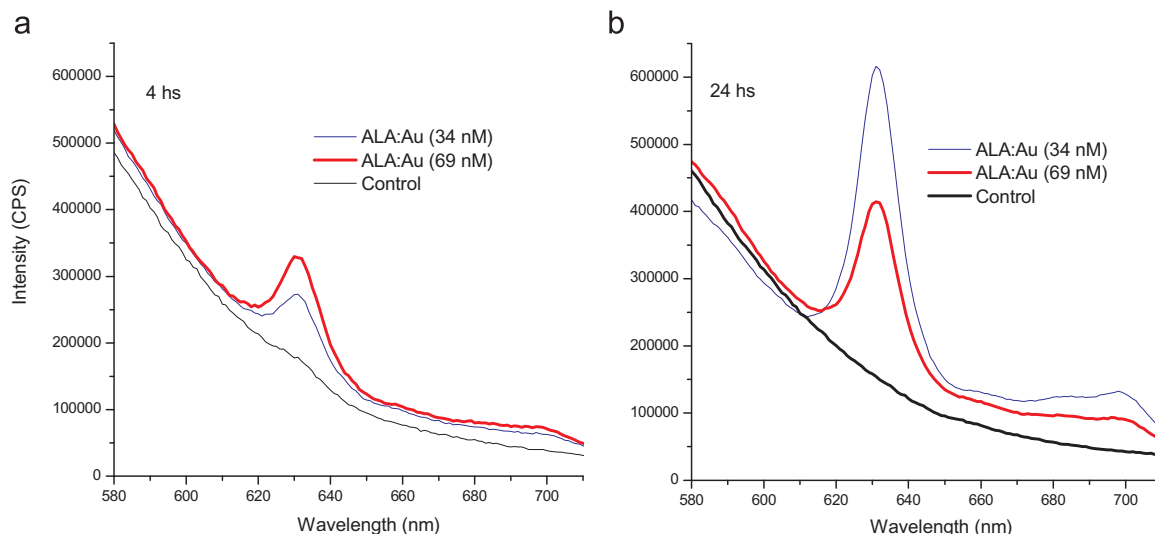 a
4 hs
ALA:Au (34 nM)
ALA:Au (69 nM)
Control
Intensity (CPS)
600000
500000
400000
300000
200000
100000
0
580 600 620 640 660 680 700
Wavelength (nm)
b
24 hs
ALA:Au (34 nM)
ALA:Au (69 nM)
Control
600000
500000
400000
300000
200000
100000
0
580 600 620 640 660 680 700
Wavelength (nm)